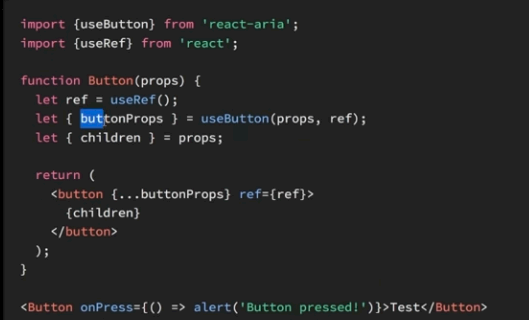 import {useButton} from 'react-aria';
import {useRef} from 'react';
function Button(props) {
let ref = useRef();
let { buttonProps } = useButton(props, ref);
let { children } = props;
return (
<button {...buttonProps} ref={ref}>
{children}
</button>
);
}
<Button onPress={() => alert('Button pressed!')}>Test</Button>